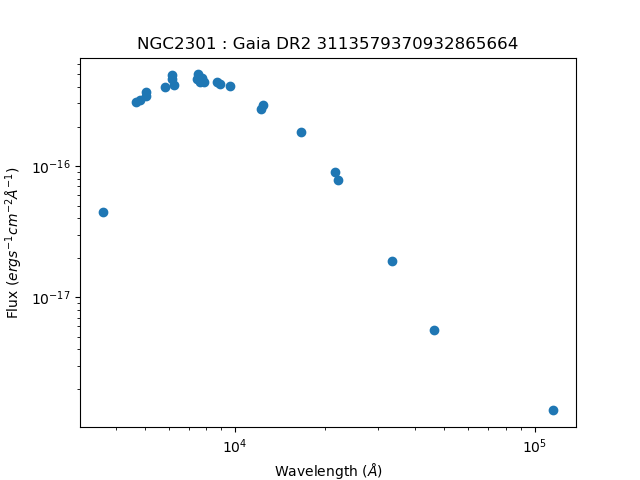 NGC2301 : Gaia DR2 3113579370932865664
10⁻¹⁶
10⁻¹⁷
Flux (ergs⁻¹cm⁻²Å⁻¹)
10⁴
10⁵
Wavelength (Å)